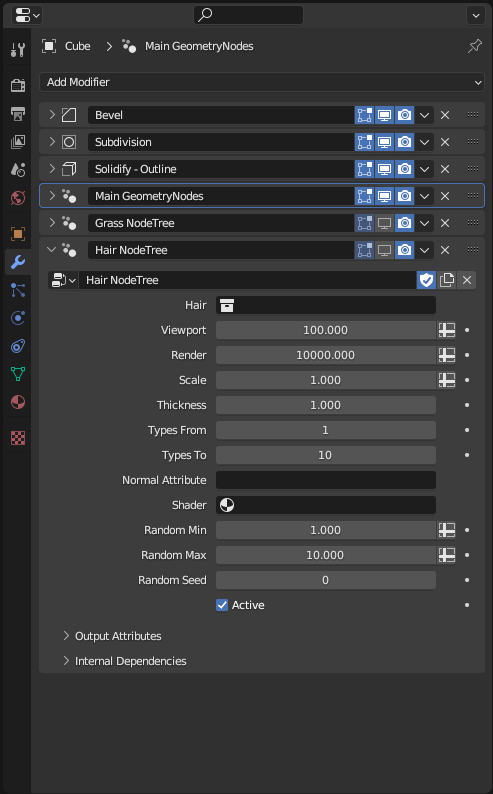 Cube > Main GeometryNodes
Add Modifier
Bevel
Subdivision
Solidify - Outline
Main GeometryNodes
Grass NodeTree
Hair NodeTree
Hair NodeTree
Hair
Viewport 100.000
Render 10000.000
Scale 1.000
Thickness 1.000
Types From 1
Types To 10
Normal Attribute
Shader
Random Min 1.000
Random Max 10.000
Random Seed 0
Active
Output Attributes
Internal Dependencies